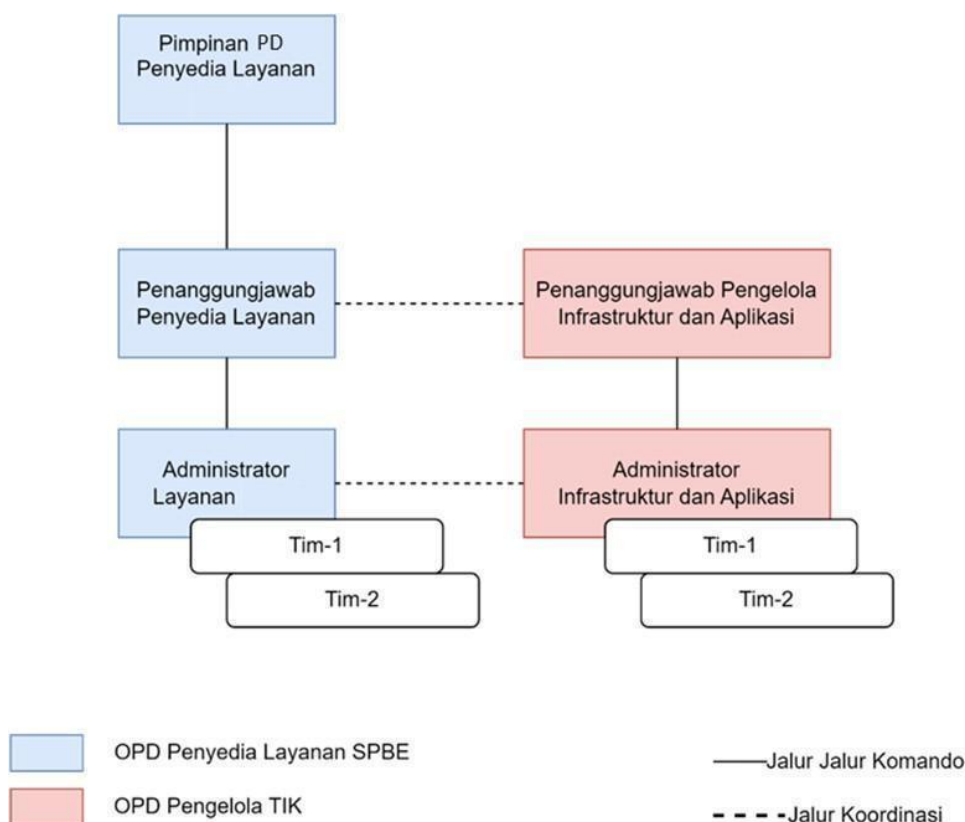 Pimpinan PD
Penyedia Layanan
Penanggungjawab
Penyedia Layanan
Penanggungjawab Pengelola
Infrastruktur dan Aplikasi
Administrator
Layanan
Administrator
Infrastruktur dan Aplikasi
Tim-1
Tim-2
Tim-1
Tim-2
OPD Penyedia Layanan SPBE
Jalur Jalur Komando
OPD Pengelola TIK
Jalur Koordinasi